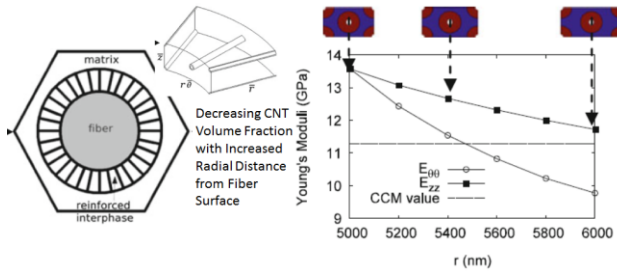 matrix
fiber
reinforced
interphase
z
r θ
r
Decreasing CNT
Volume Fraction
with Increased
Radial Distance
from Fiber
Surface
Young's Moduli (GPa)
14
13
12
11
10
9
Eθθ
Ezz
CCM value
5000 5200 5400 5600 5800 6000
r (nm)